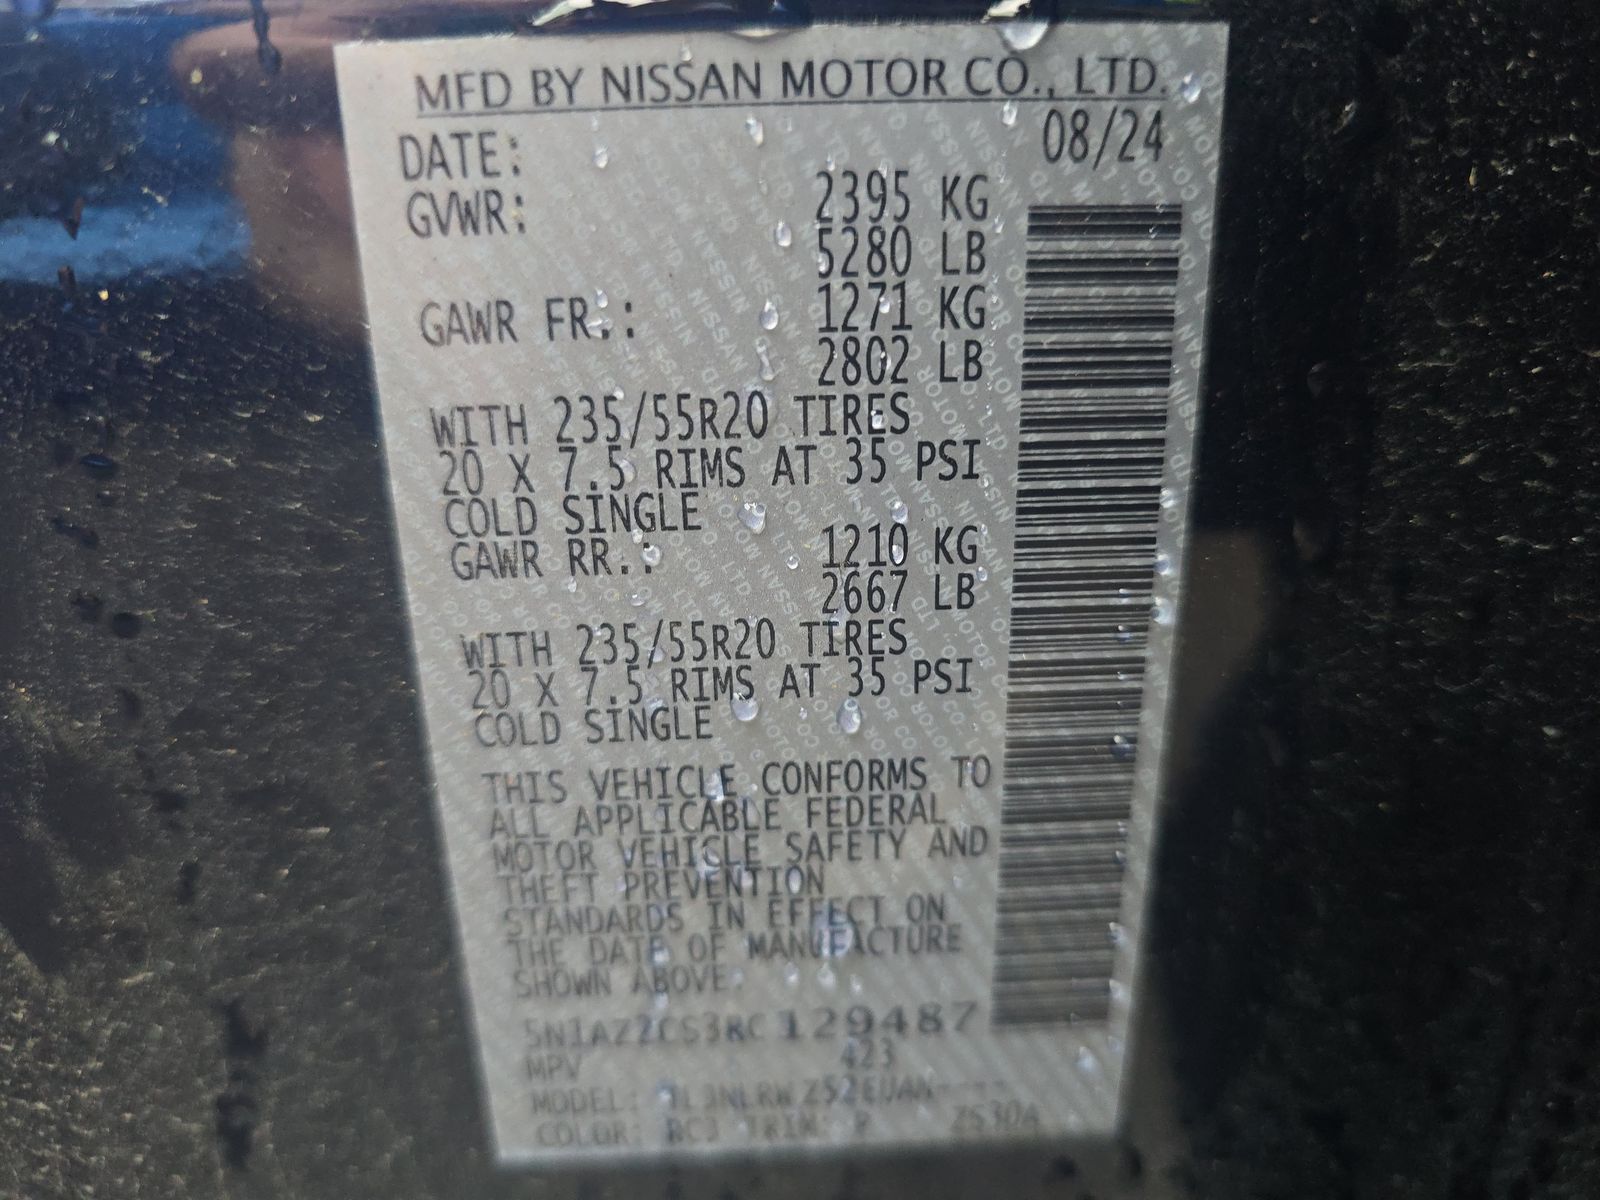 MFD BY NISSAN MOTOR CO., LTD.
DATE: 08/24
GVWR: 2395 KG
5280 LB
GAWR FR.: 1271 KG
2802 LB
WITH 235/55R20 TIRES
20 X 7.5 RIMS AT 35 PSI
COLD SINGLE
GAWR RR.: 1210 KG
2667 LB
WITH 235/55R20 TIRES
20 X 7.5 RIMS AT 35 PSI
COLD SINGLE
THIS VEHICLE CONFORMS TO
ALL APPLICABLE FEDERAL
MOTOR VEHICLE SAFETY AND
THEFT PREVENTION
STANDARDS IN EFFECT ON
THE DATE OF MANUFACTURE
SHOWN ABOVE.
5N1AZ2CS3RC129487
MPV 423
MODEL:
COLOR: TRIM: